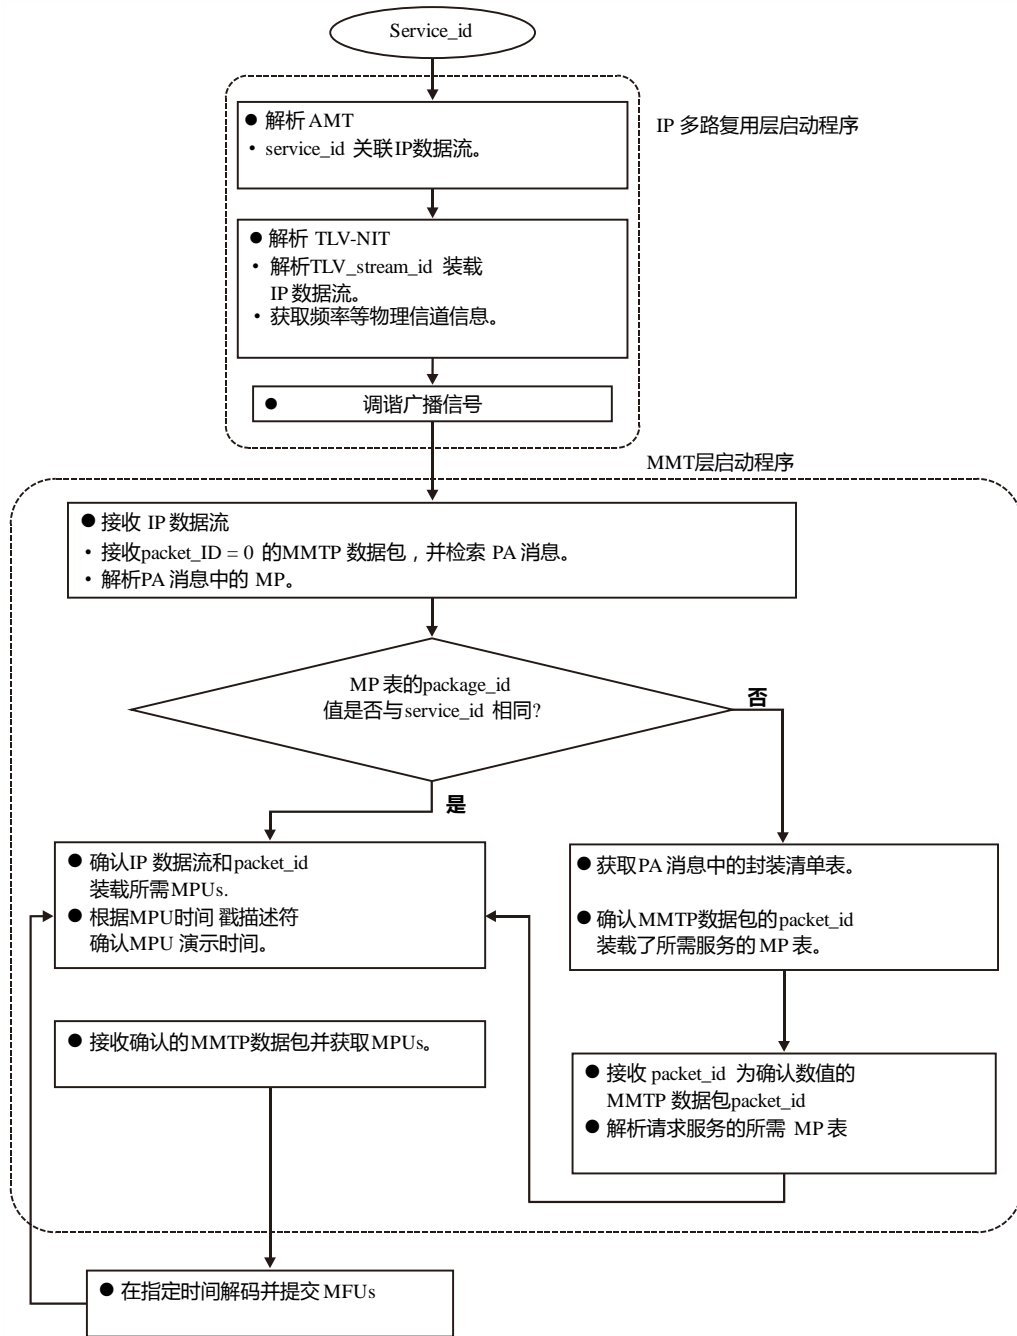 Service_id
● 解析 AMT
• service_id 关联IP数据流。
IP 多路复用层启动程序
● 解析 TLV-NIT
• 解析TLV_stream_id 装载
IP 数据流。
• 获取频率等物理信道信息。
● 调谐广播信号
MMT层启动程序
● 接收 IP 数据流
• 接收packet_ID = 0 的MMTP 数据包，并检索 PA 消息。
• 解析PA 消息中的 MP。
MP 表的package_id
值是否与service_id 相同?
否
是
● 确认IP 数据流和packet_id
装载所需MPUs.
● 根据MPU时间 戳描述符
确认MPU 演示时间。
● 获取PA 消息中的封装清单表。
● 确认MMTP数据包的packet_id
装载了所需服务的 MP 表。
● 接收确认的MMTP数据包并获取MPUs。
● 接收 packet_id 为确认数值的
MMTP 数据包packet_id
● 解析请求服务的所需 MP 表
● 在指定时间解码并提交 MFUs